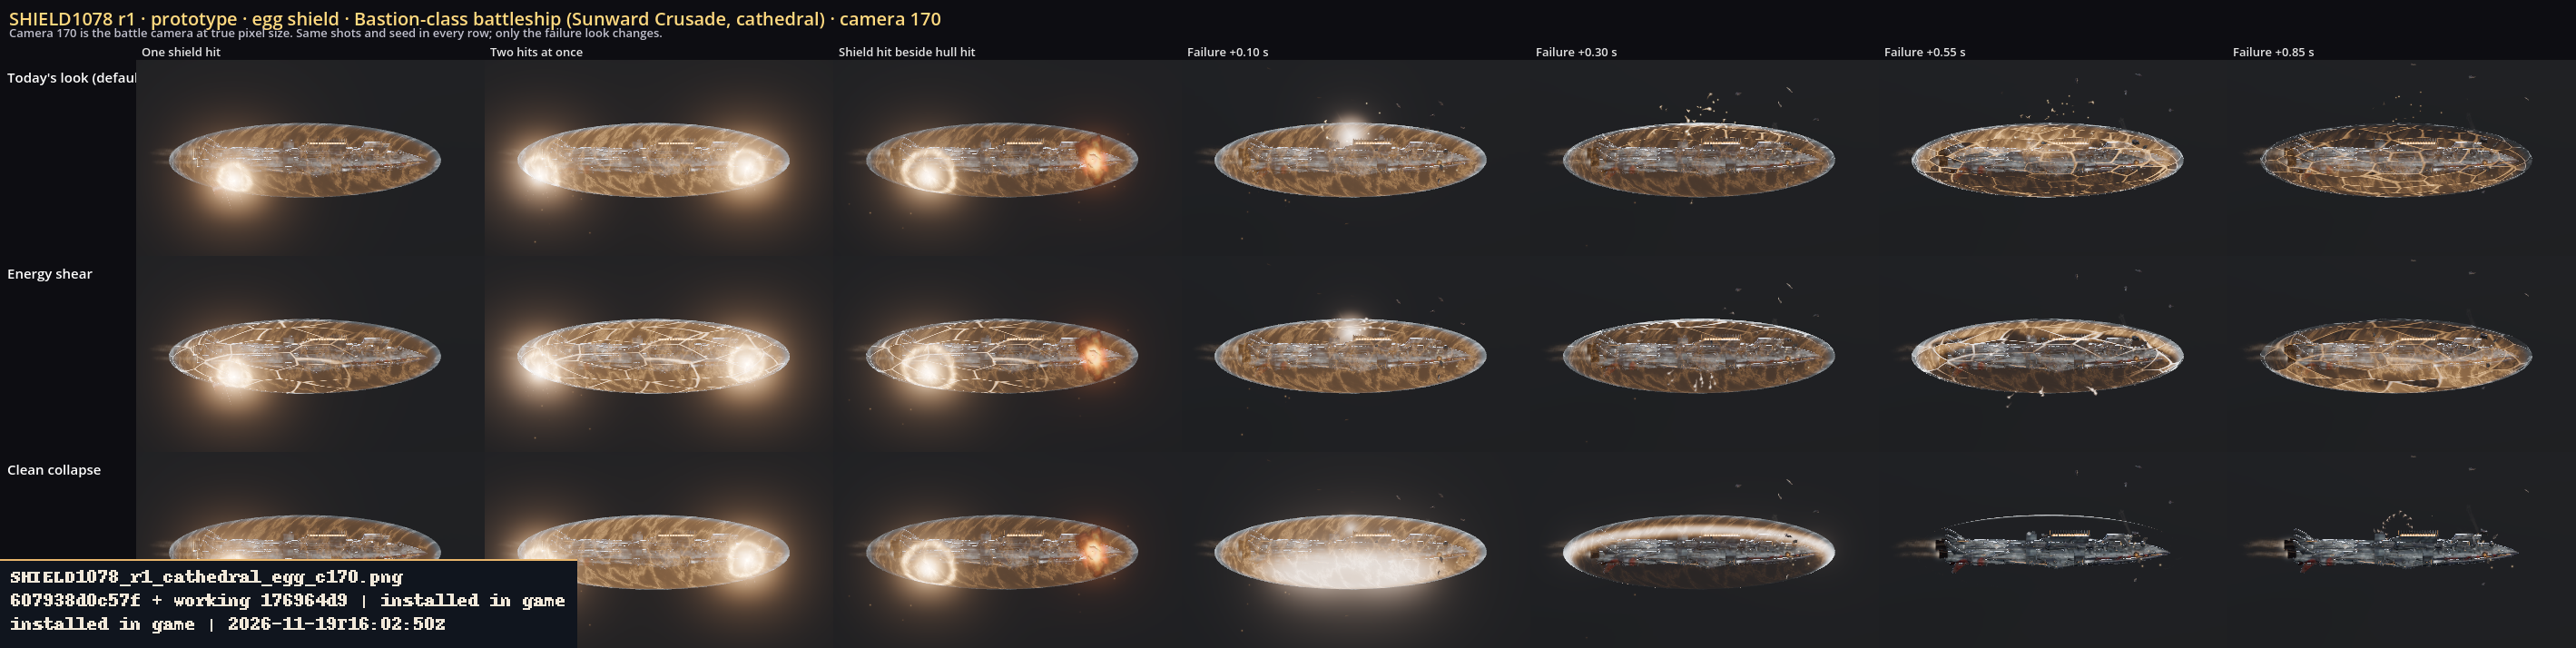 SHIELD1078 r1 · prototype · egg shield · Bastion-class battleship (Sunward Crusade, cathedral) · camera 170
Camera 170 is the battle camera at true pixel size. Same shots and seed in every row; only the failure look changes.
One shield hit
Two hits at once
Shield hit beside hull hit
Failure +0.10 s
Failure +0.30 s
Failure +0.55 s
Failure +0.85 s
Today's look (defaul
Energy shear
Clean collapse
SHIELD1078_r1_cathedral_egg_c170.png
607938d0c57f + working 176964d9 | installed in game
installed in game | 2026-11-19T16:02:50Z